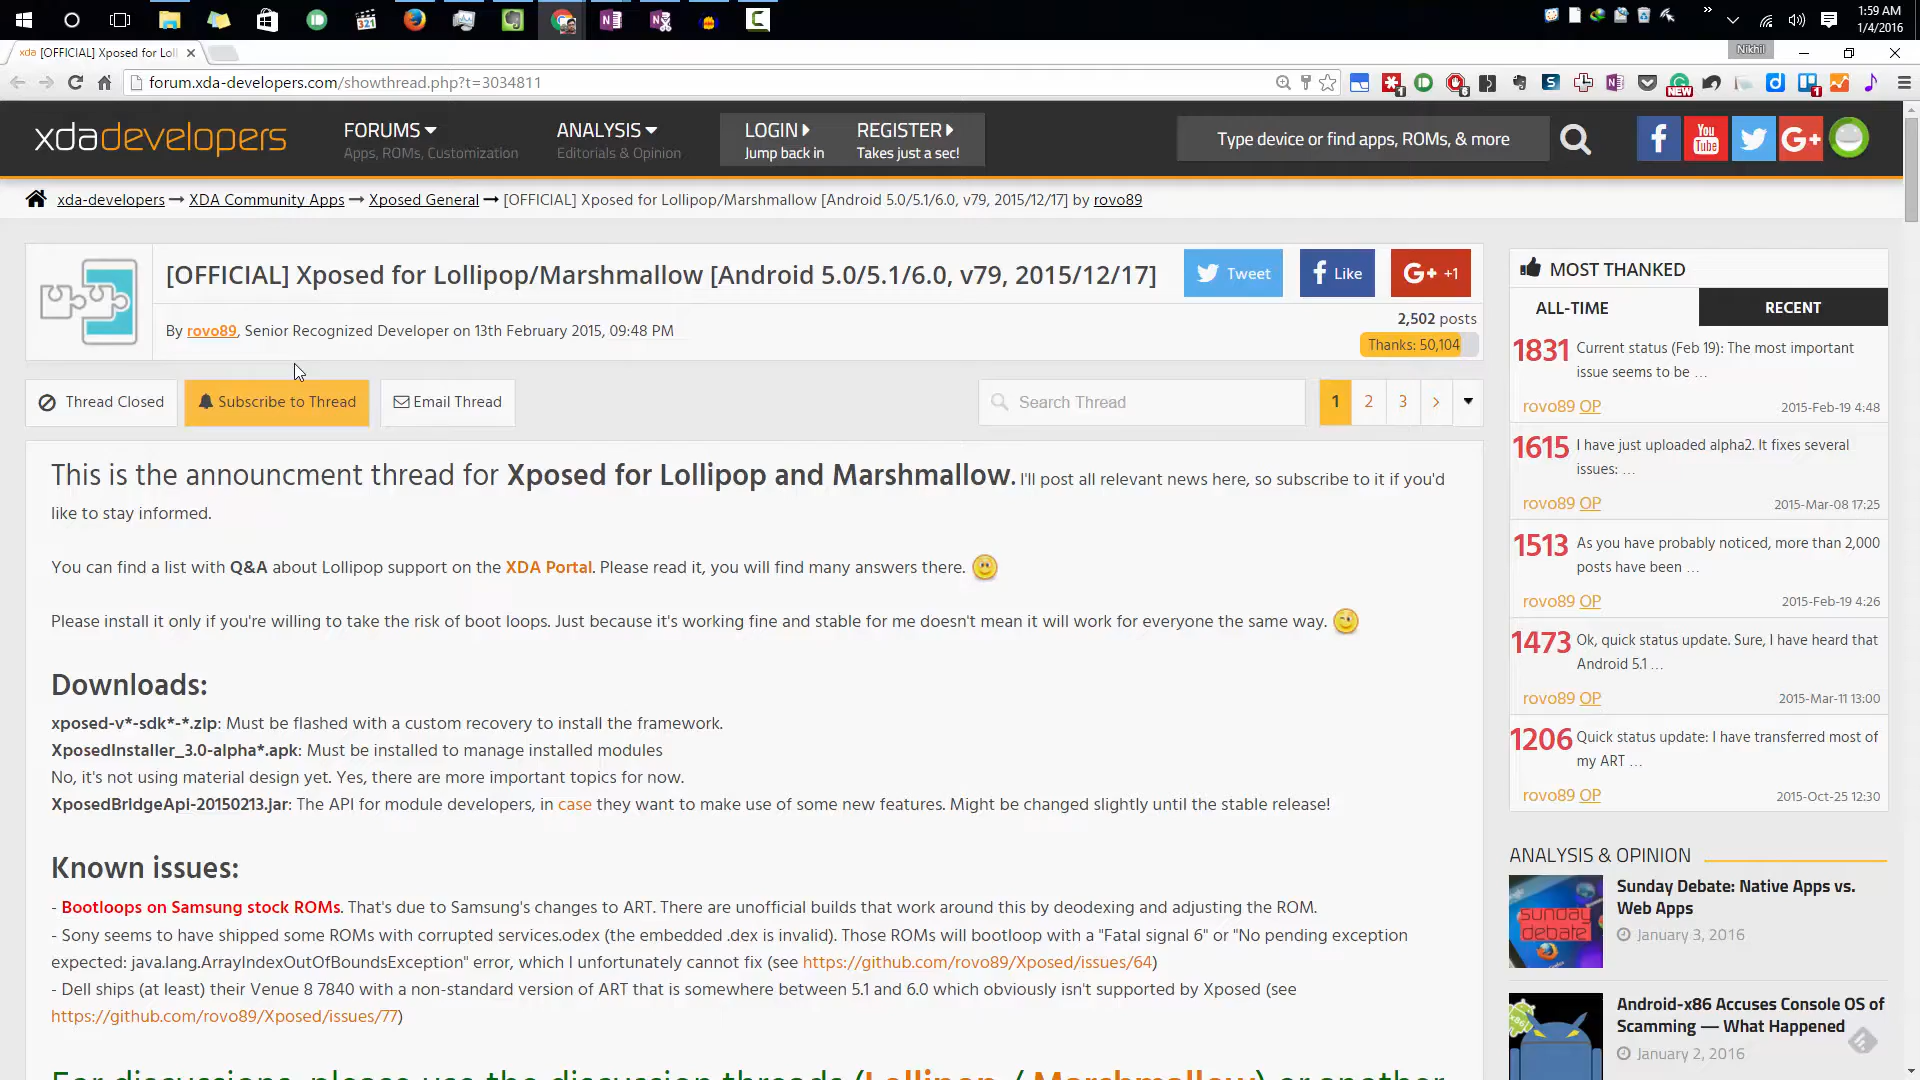 1:59 AM
1/4/2016
321
xda [OFFICIAL] Xposed for Loll
Nikhil
forum.xda-developers.com/showthread.php?t=3034811
xdadevelopers
FORUMS
Apps, ROMs, Customization
ANALYSIS
Editorials & Opinion
LOGIN
Jump back in
REGISTER
Takes just a sec!
Type device or find apps, ROMs, & more
You Tube
G+
xda-developers → XDA Community Apps → Xposed General → [OFFICIAL] Xposed for Lollipop/Marshmallow [Android 5.0/5.1/6.0, v79, 2015/12/17] by rovo89
[OFFICIAL] Xposed for Lollipop/Marshmallow [Android 5.0/5.1/6.0, v79, 2015/12/17]
By rovo89, Senior Recognized Developer on 13th February 2015, 09:48 PM
Tweet
Like
G+ +1
2,502 posts
Thanks: 50,104
Thread Closed
Subscribe to Thread
Email Thread
Search Thread
1 2 3 >
This is the announcment thread for Xposed for Lollipop and Marshmallow. I'll post all relevant news here, so subscribe to it if you'd
like to stay informed.
You can find a list with Q&A about Lollipop support on the XDA Portal. Please read it, you will find many answers there.
Please install it only if you're willing to take the risk of boot loops. Just because it's working fine and stable for me doesn't mean it will work for everyone the same way.
Downloads:
xposed-v*-sdk*-*.zip: Must be flashed with a custom recovery to install the framework.
XposedInstaller_3.0-alpha*.apk: Must be installed to manage installed modules
No, it's not using material design yet. Yes, there are more important topics for now.
XposedBridgeApi-20150213.jar: The API for module developers, in case they want to make use of some new features. Might be changed slightly until the stable release!
Known issues:
- Bootloops on Samsung stock ROMs. That's due to Samsung's changes to ART. There are unofficial builds that work around this by deodexing and adjusting the ROM.
- Sony seems to have shipped some ROMs with corrupted services.odex (the embedded .dex is invalid). Those ROMs will bootloop with a "Fatal signal 6" or "No pending exception
expected: java.lang.ArrayIndexOutOfBoundsException" error, which I unfortunately cannot fix (see https://github.com/rovo89/Xposed/issues/64)
- Dell ships (at least) their Venue 8 7840 with a non-standard version of ART that is somewhere between 5.1 and 6.0 which obviously isn't supported by Xposed (see
https://github.com/rovo89/Xposed/issues/77)
For discussions, please use the discussion threads (Lollipop / Marshmallow) or another
MOST THANKED
ALL-TIME
RECENT
1831 Current status (Feb 19): The most important
issue seems to be ...
rovo89 OP
2015-Feb-19 4:48
1615 I have just uploaded alpha2. It fixes several
issues: ...
rovo89 OP
2015-Mar-08 17:25
1513 As you have probably noticed, more than 2,000
posts have been ...
rovo89 OP
2015-Feb-19 4:26
1473 Ok, quick status update. Sure, I have heard that
Android 5.1 ...
rovo89 OP
2015-Mar-11 13:00
1206 Quick status update: I have transferred most of
my ART ...
rovo89 OP
2015-Oct-25 12:30
ANALYSIS & OPINION
sunday
debate
Sunday Debate: Native Apps vs.
Web Apps
January 3, 2016
Android-x86 Accuses Console OS of
Scamming — What Happened
January 2, 2016